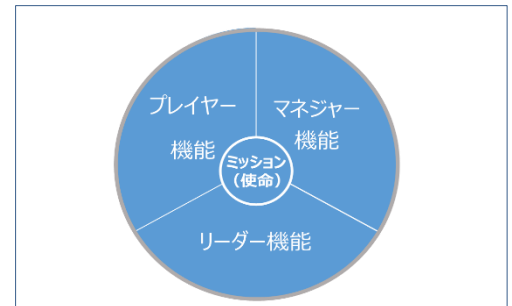 プレイヤー
機能
マネジャー
機能
ミッション
(使命)
リーダー機能